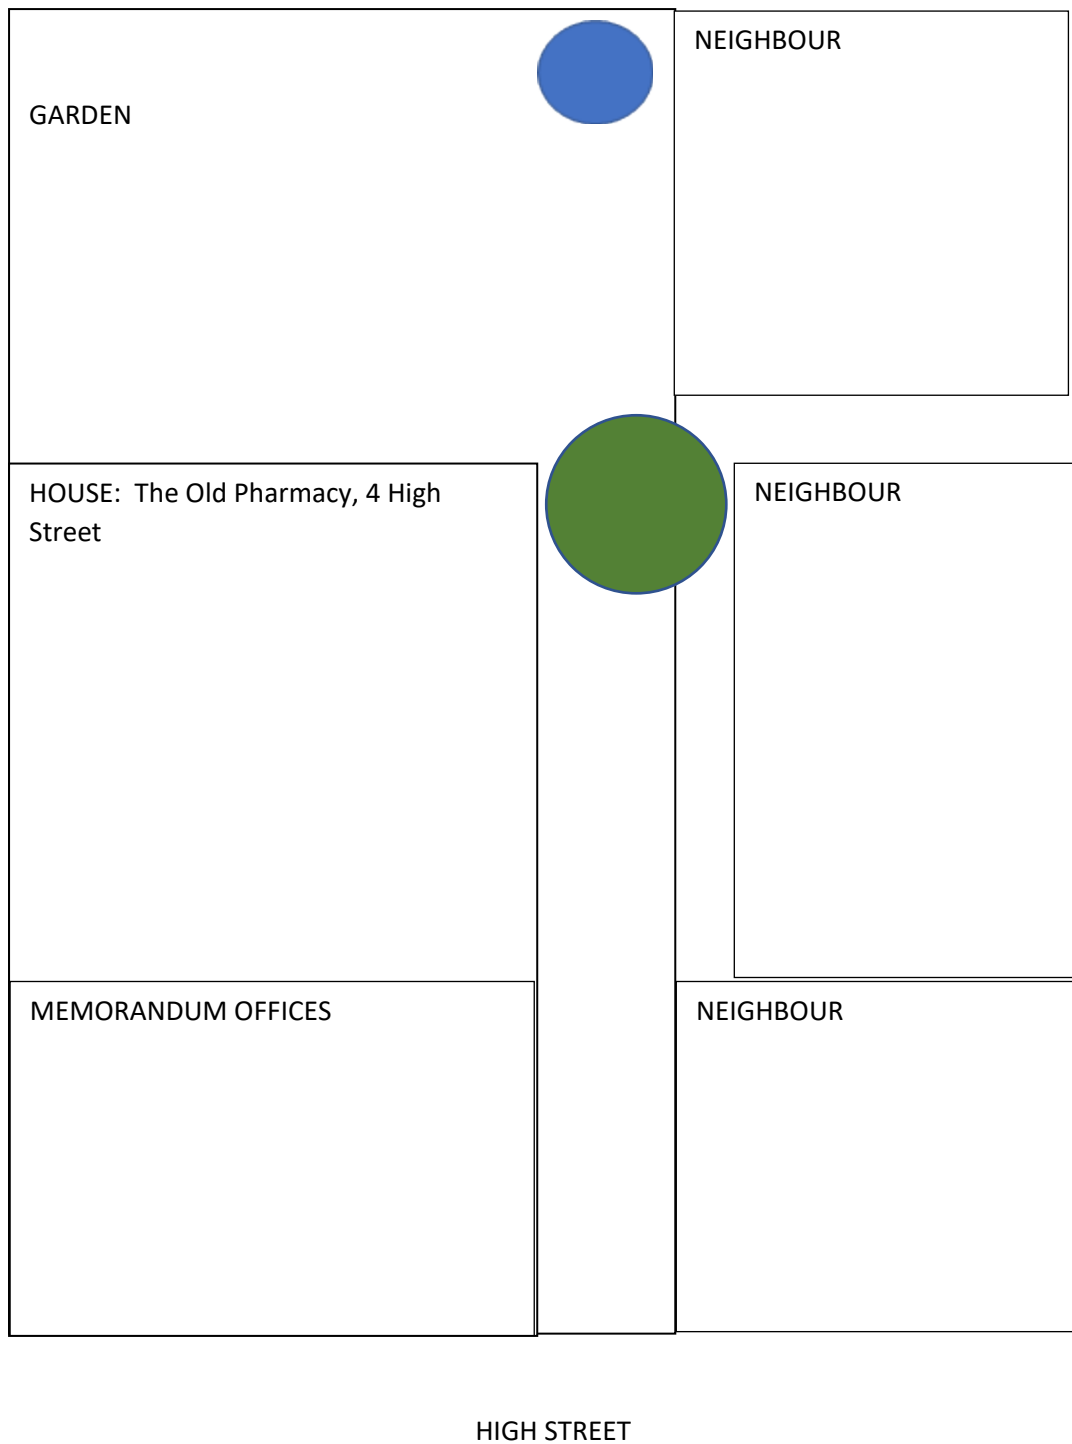 NEIGHBOUR
GARDEN
HOUSE: The Old Pharmacy, 4 High
Street
NEIGHBOUR
MEMORANDUM OFFICES
NEIGHBOUR
HIGH STREET